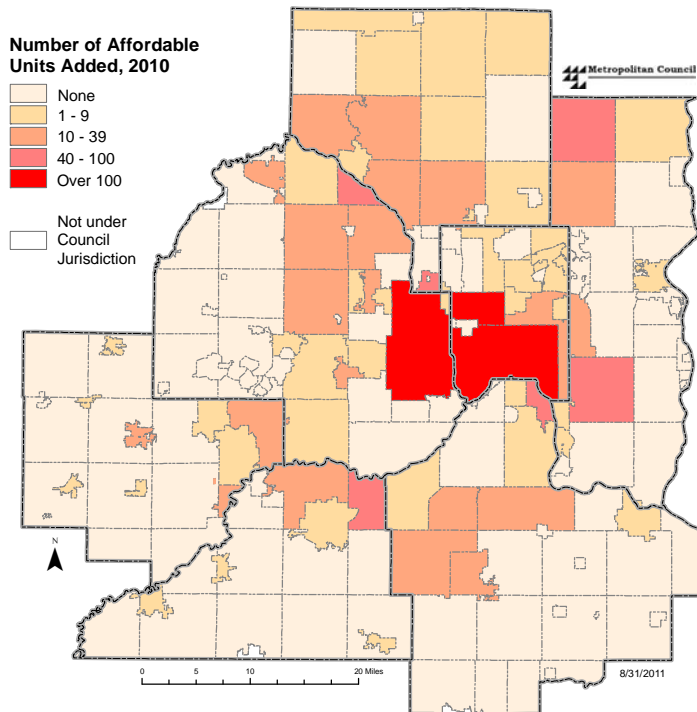 Number of Affordable
Units Added, 2010
None
1 - 9
10 - 39
40 - 100
Over 100
Not under
Council
Jurisdiction
Metropolitan Council
N
0 5 10 20 Miles
8/31/2011